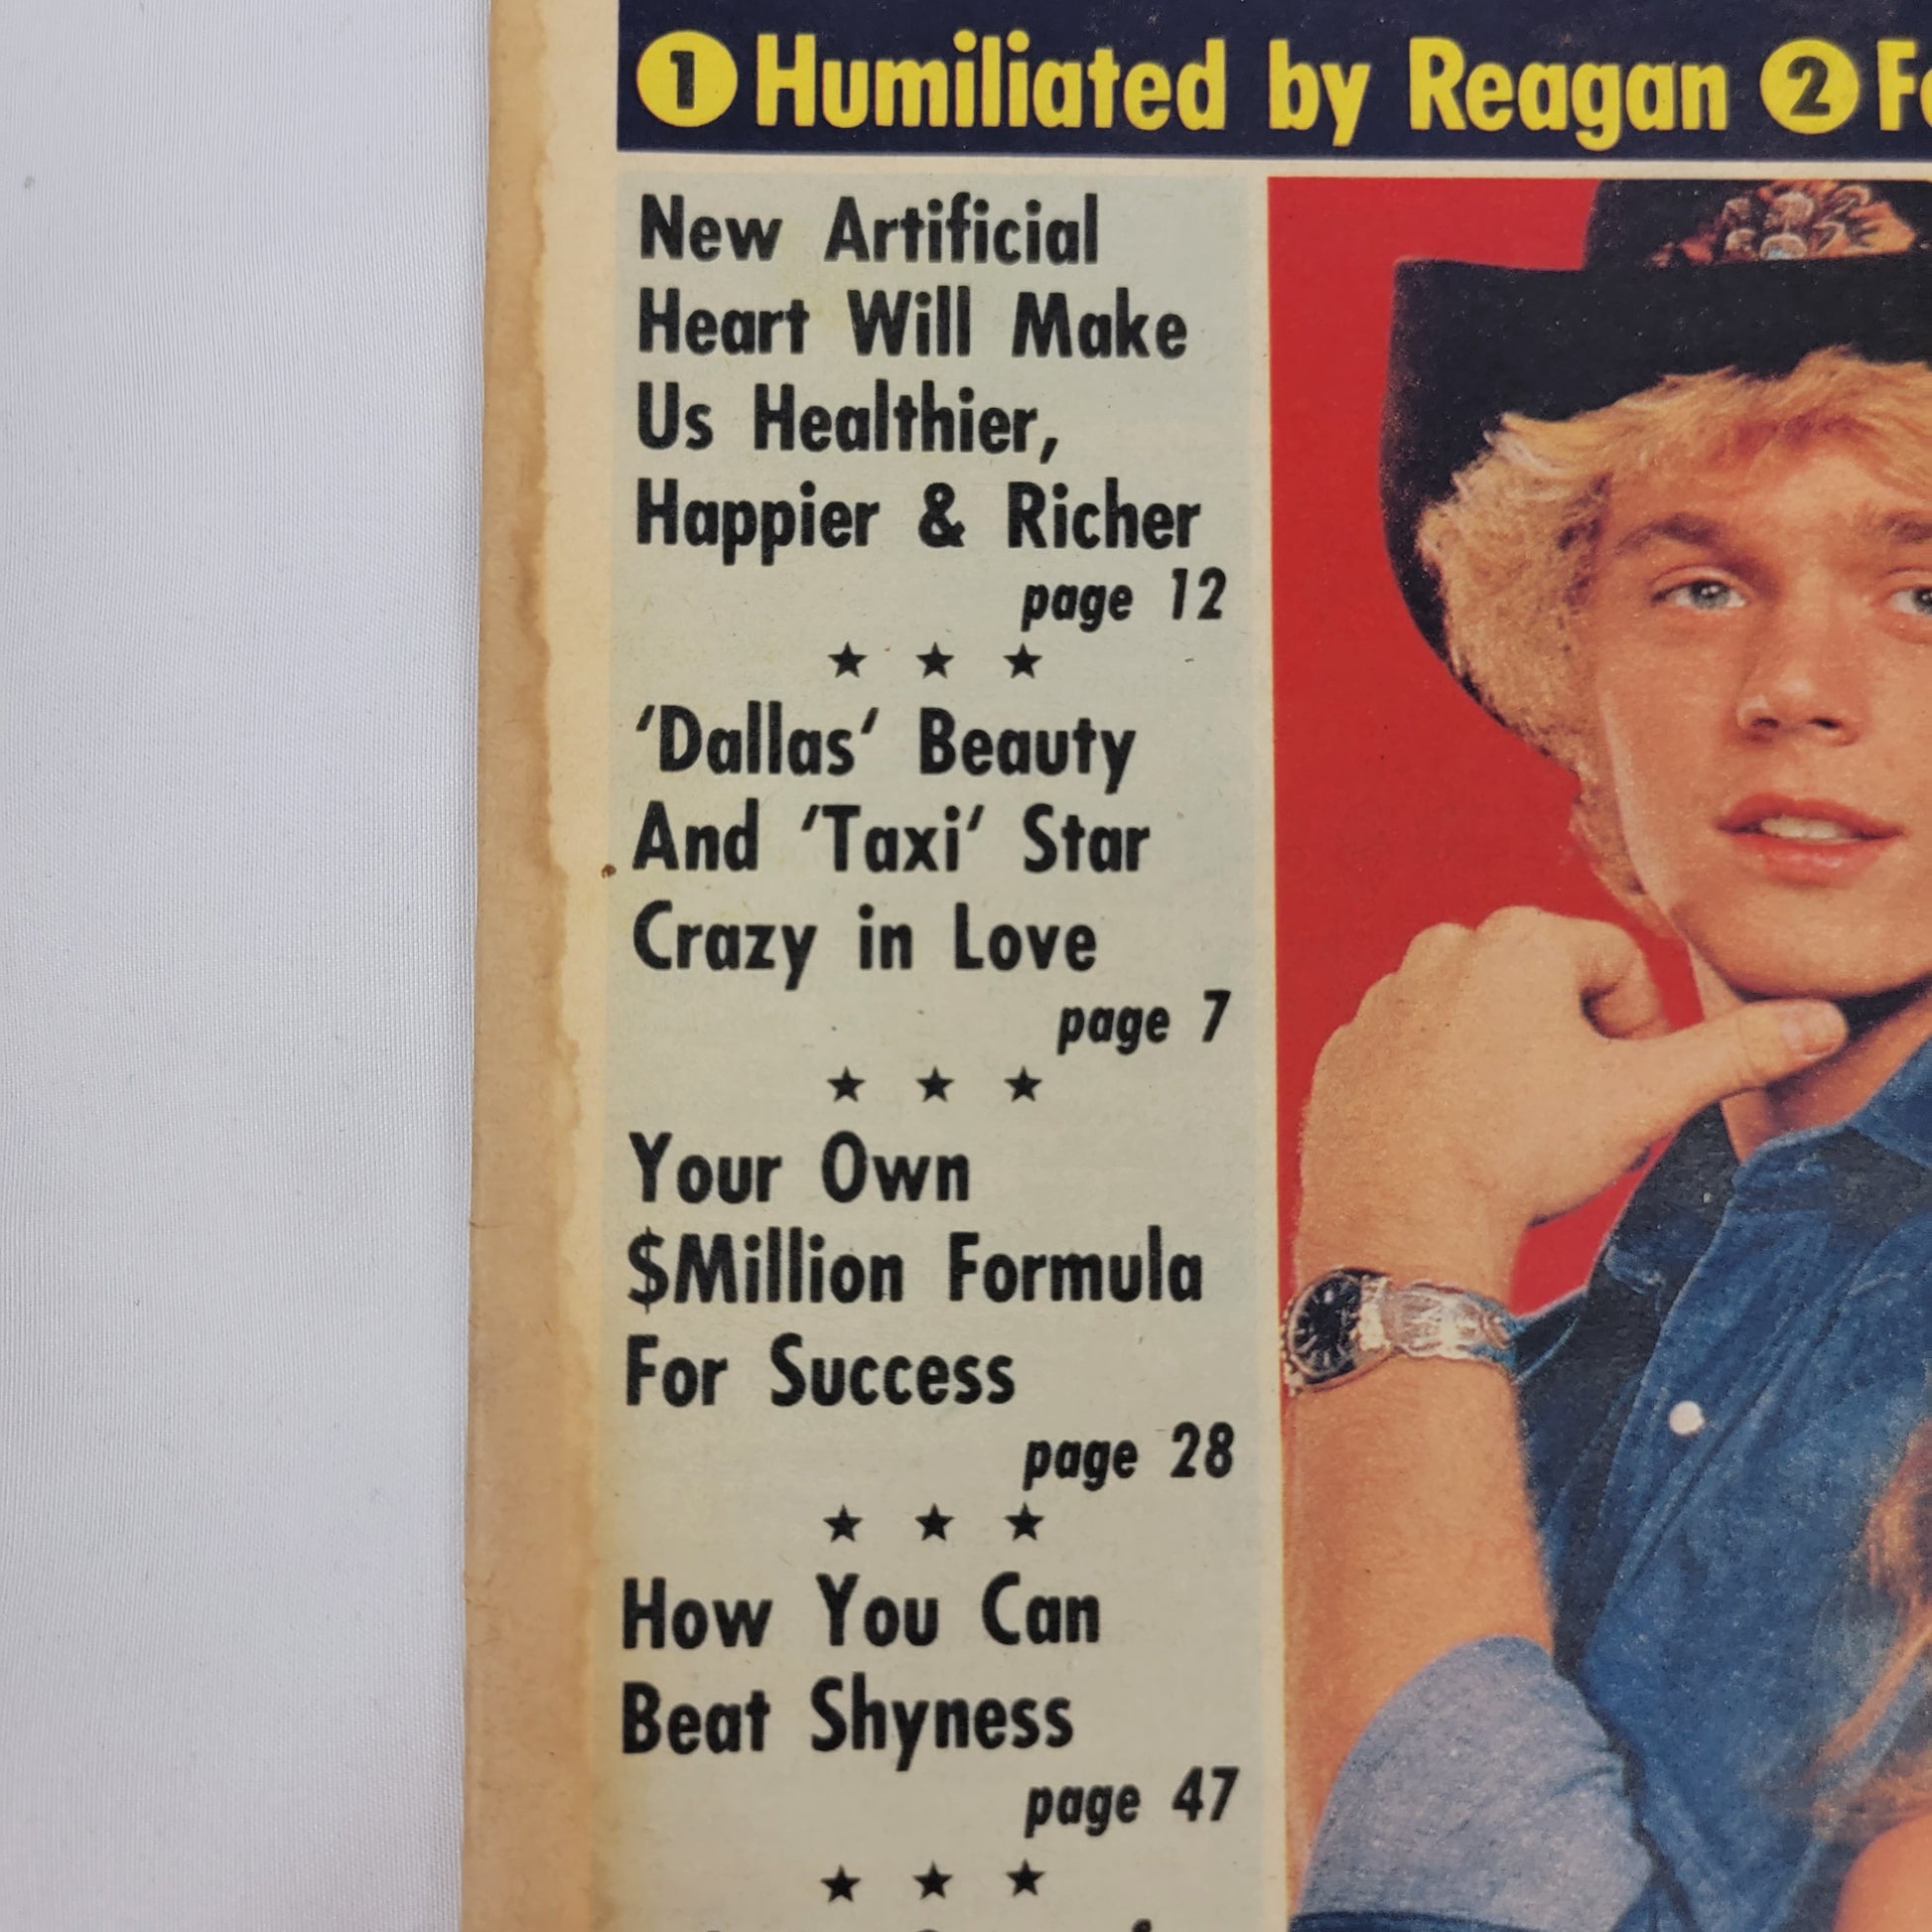 1 Humiliated by Reagan 2
New Artificial
Heart Will Make
Us Healthier,
Happier & Richer
page 12
★ ★ ★
‘Dallas’ Beauty
And ‘Taxi’ Star
Crazy in Love
page 7
★ ★ ★
Your Own
$Million Formula
For Success
page 28
★ ★ ★
How You Can
Beat Shyness
page 47
★ ★ ★